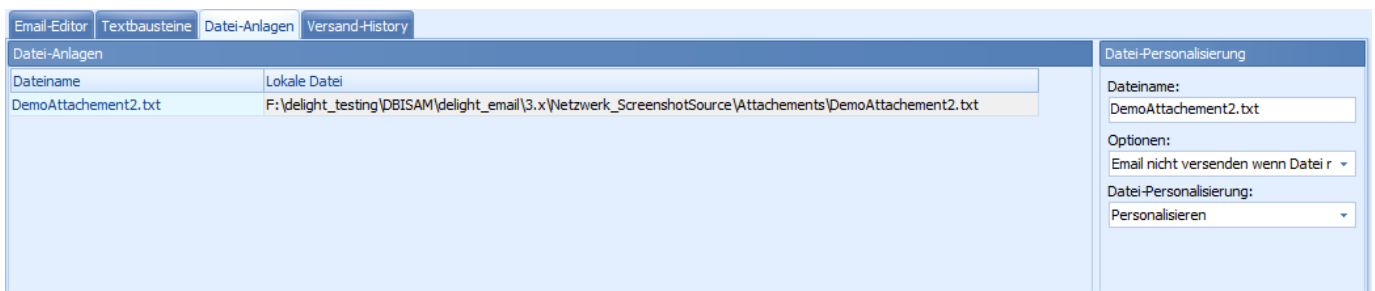 Email-Editor Textbausteine Datei-Anlagen Versand-History
Datei-Anlagen
Dateiname Lokale Datei
DemoAttachement2.txt F:\delight_testing\DBISAM\delight_email\3.x\Netzwerk_ScreenshotSource\Attachements\DemoAttachement2.txt
Datei-Personalisierung
Dateiname:
DemoAttachement2.txt
Optionen:
Email nicht versenden wenn Datei r
Datei-Personalisierung:
Personalisieren